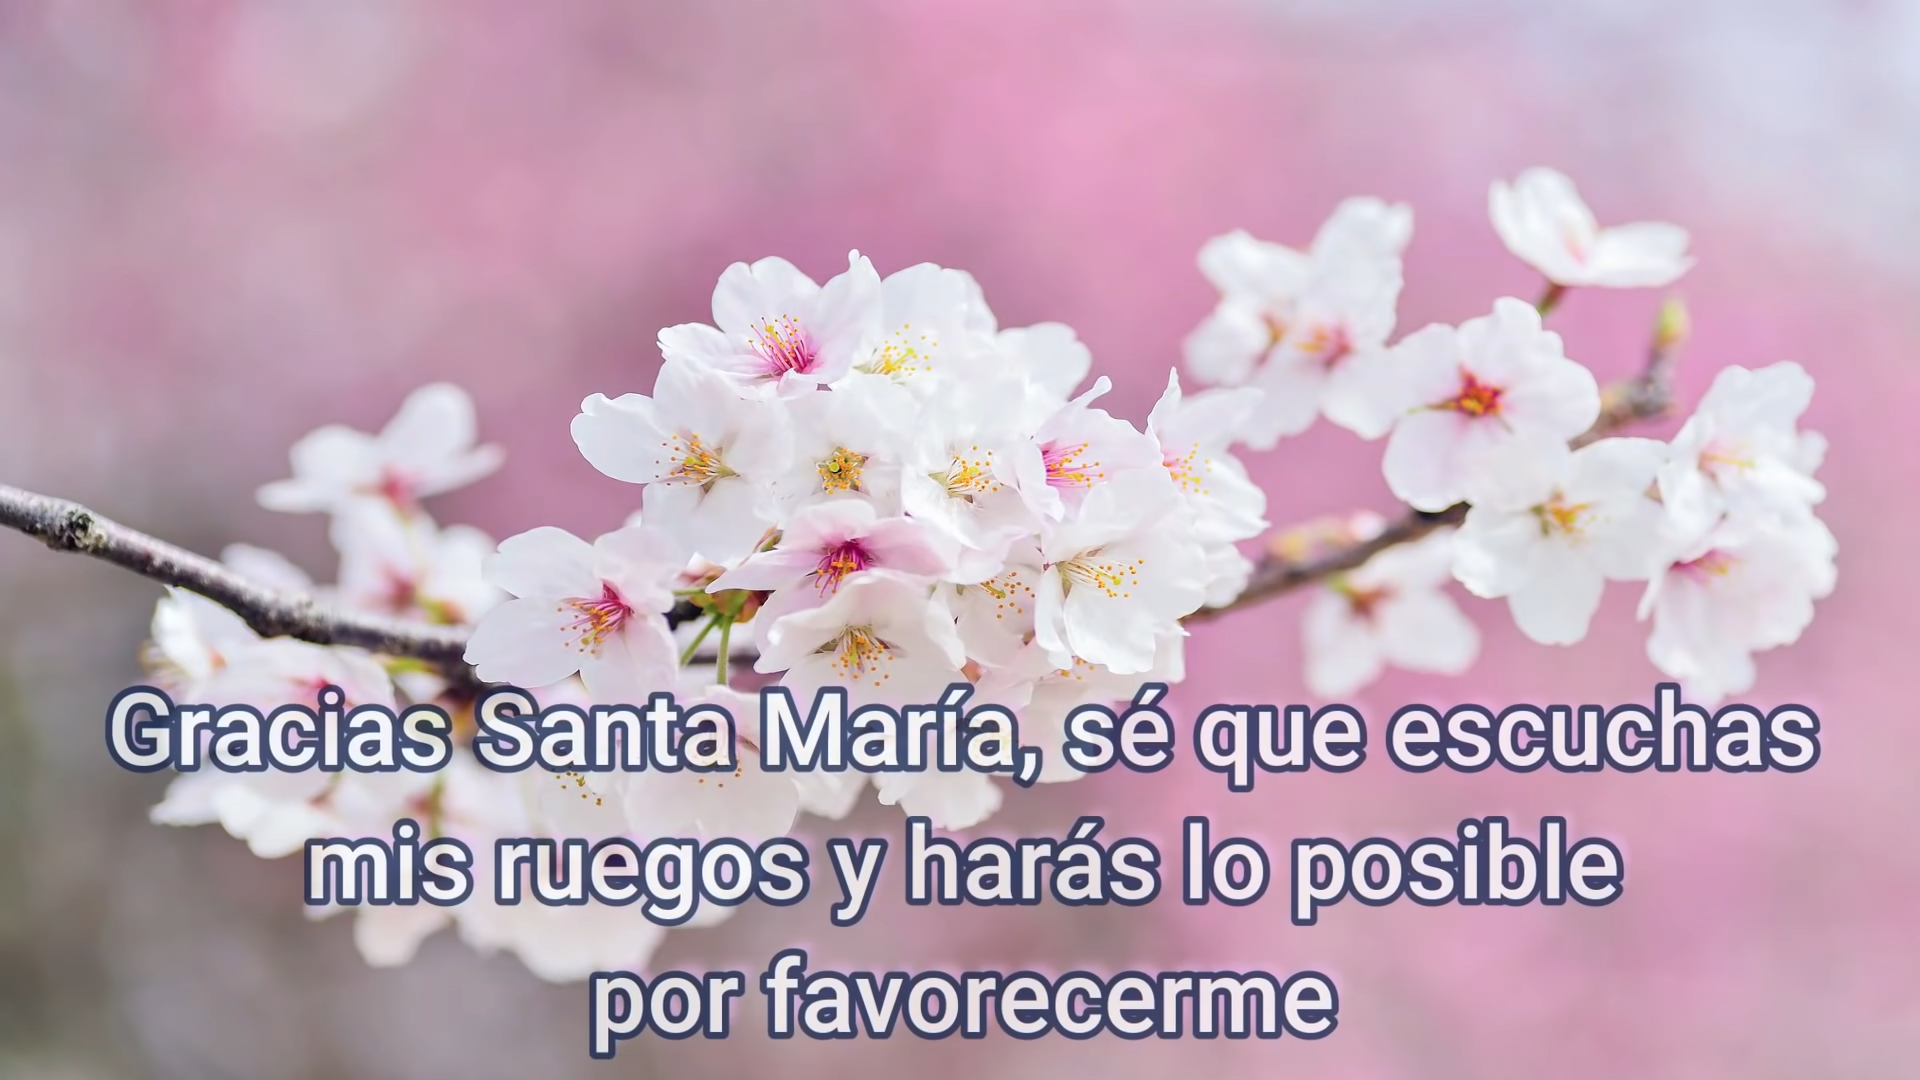 Gracias Santa María, sé que escuchas
mis ruegos y harás lo posible
por favorecerme